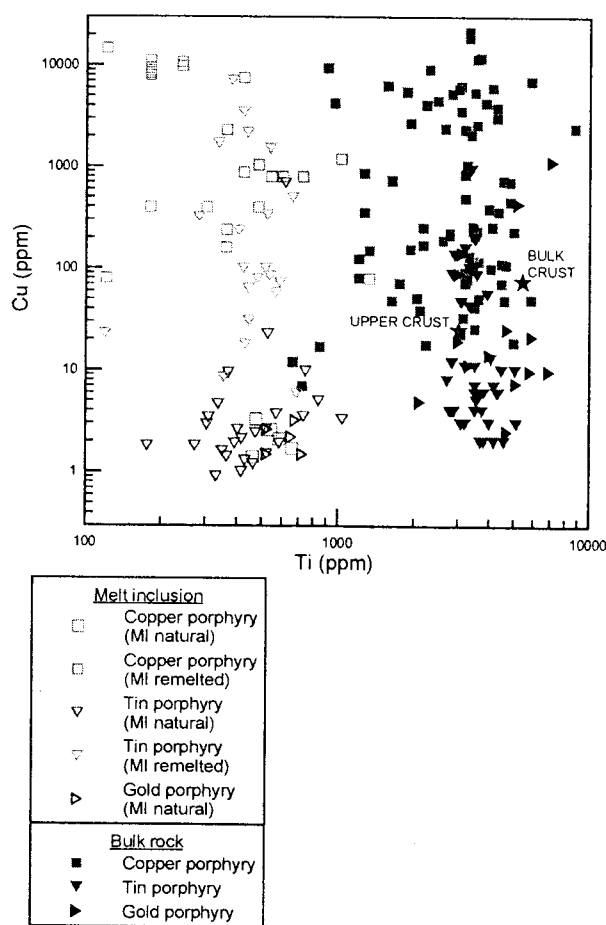 10000
1000
100
10
1
Cu (ppm)
BULK
CRUST
UPPER CRUST
100
1000
10000
Ti (ppm)
Melt inclusion
Copper porphyry
(MI natural)
Copper porphyry
(MI remelted)
Tin porphyry
(MI natural)
Tin porphyry
(MI remelted)
Gold porphyry
(MI natural)
Bulk rock
Copper porphyry
Tin porphyry
Gold porphyry